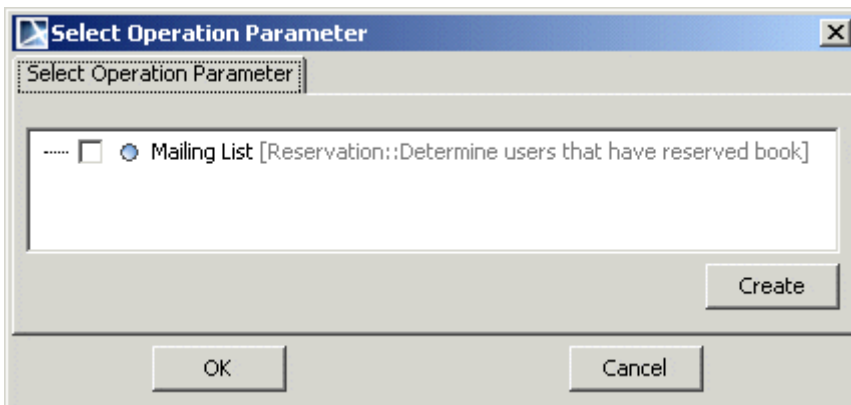 Select Operation Parameter
Select Operation Parameter
Mailing List [Reservation::Determine users that have reserved book]
Create
OK
Cancel